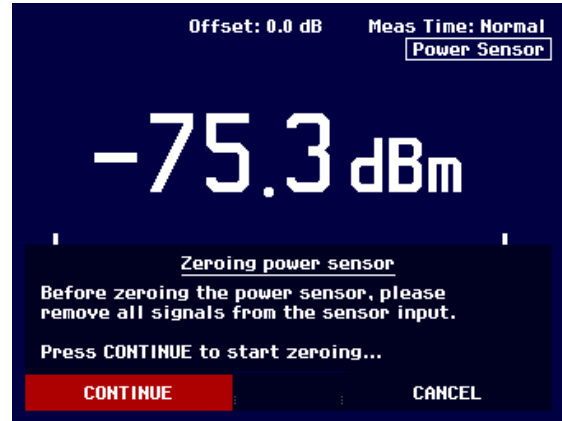 Offset: 0.0 dB Meas Time: Normal
Power Sensor
-75.3 dBm
Zeroing power sensor
Before zeroing the power sensor, please
remove all signals from the sensor input.
Press CONTINUE to start zeroing...
CONTINUE CANCEL